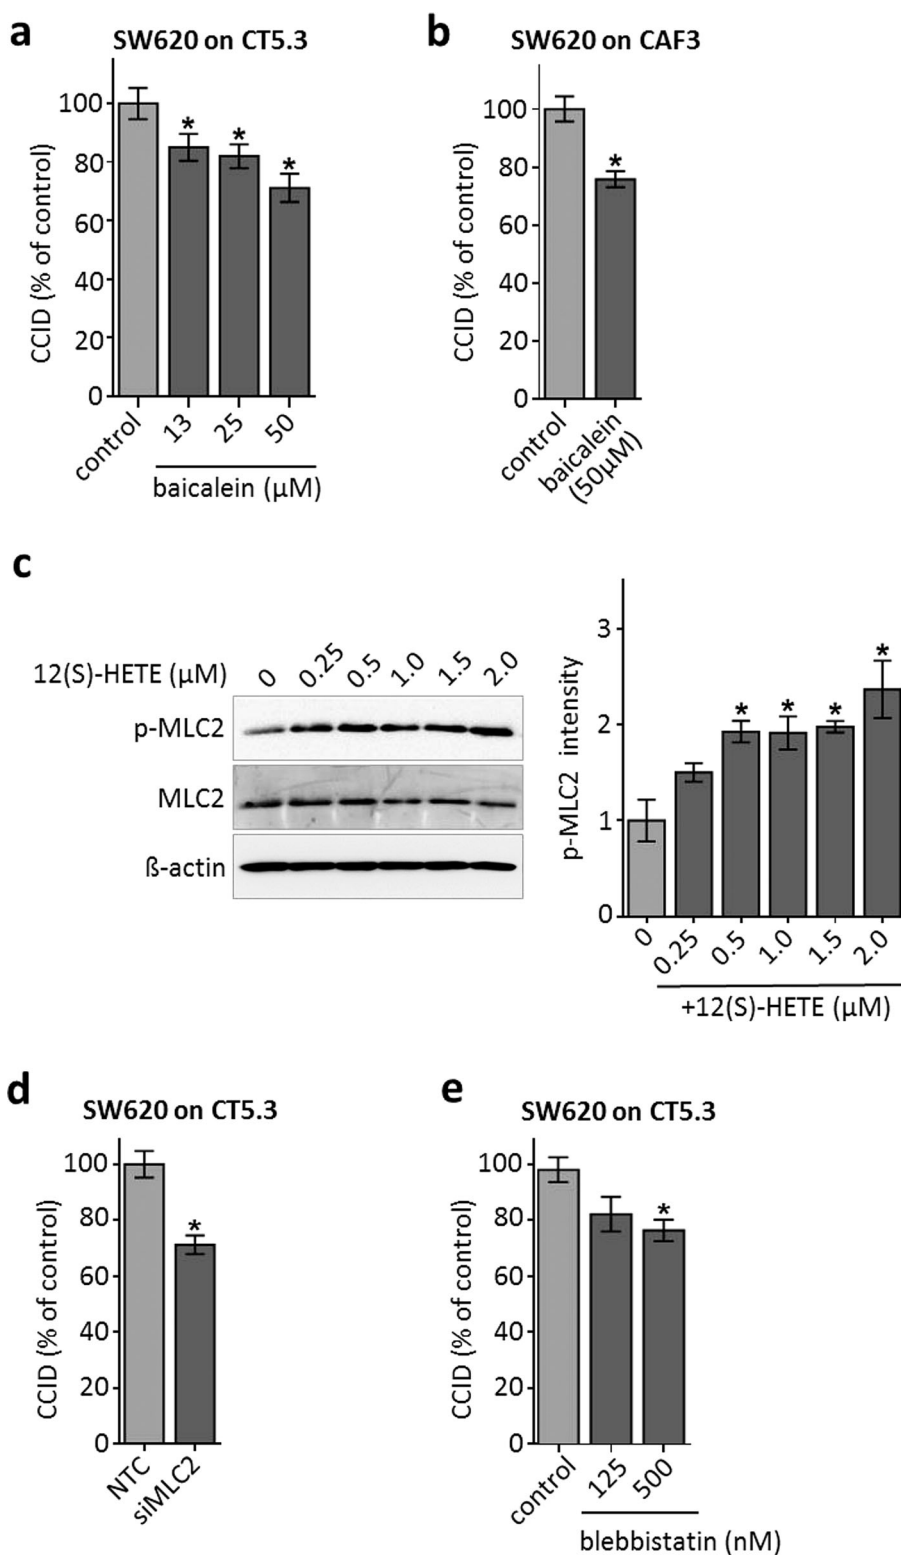 a
SW620 on CT5.3
CCID (% of control)
100
80
60
40
20
0
* * *
control 13 25 50
baicalein (µM)
b
SW620 on CAF3
CCID (% of control)
100
80
60
40
20
0
*
control baicalein (50µM)
c
12(S)-HETE (µM) 0 0.25 0.5 1.0 1.5 2.0
p-MLC2
MLC2
ß-actin
p-MLC2 intensity
3
2
1
0
* * * *
0 0.25 0.5 1.0 1.5 2.0
+12(S)-HETE (µM)
d
SW620 on CT5.3
CCID (% of control)
100
80
60
40
20
0
*
NTC siMLC2
e
SW620 on CT5.3
CCID (% of control)
100
80
60
40
20
0
*
control 125 500
blebbistatin (nM)